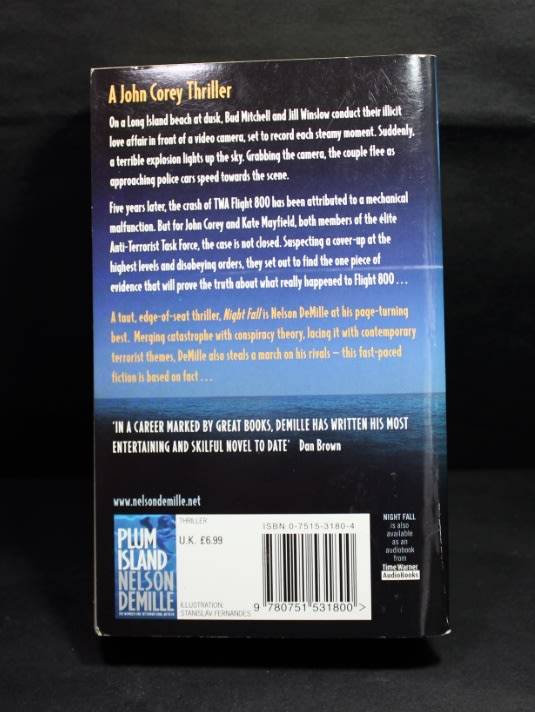 A John Corey Thriller
On a Long Island beach at dusk, Bud Mitchell and Jill Winslow conduct their illicit
love affair in front of a video camera, set to record each steamy moment. Suddenly,
a terrible explosion lights up the sky. Grabbing the camera, the couple flee as
approaching police cars speed towards the scene.
Five years later, the crash of TWA Flight 800 has been attributed to a mechanical
malfunction. But for John Corey and Kate Mayfield, both members of the élite
Anti-Terrorist Task Force, the case is not closed. Suspecting a cover-up at the
highest levels and disobeying orders, they set out to find the one piece of
evidence that will prove the truth about what really happened to Flight 800 . . .
A taut, edge-of-seat thriller, Night Fall is Nelson DeMille at his page-turning
best. Merging catastrophe with conspiracy theory, lacing it with contemporary
terrorist themes, DeMille also steals a march on his rivals – this fast-paced
fiction is based on fact . . .
'IN A CAREER MARKED BY GREAT BOOKS, DEMILLE HAS WRITTEN HIS MOST
ENTERTAINING AND SKILFUL NOVEL TO DATE' Dan Brown
www.nelsondemille.net
PLUM
ISLAND
NELSON
DEMILLE
THRILLER
U.K. £6.99
ILLUSTRATION:
STANISLAV FERNANDES
ISBN 0-7515-3180-4
9 780751 531800 >
NIGHT FALL
is also
available
as an
audiobook
from
Time Warner
AudioBooks